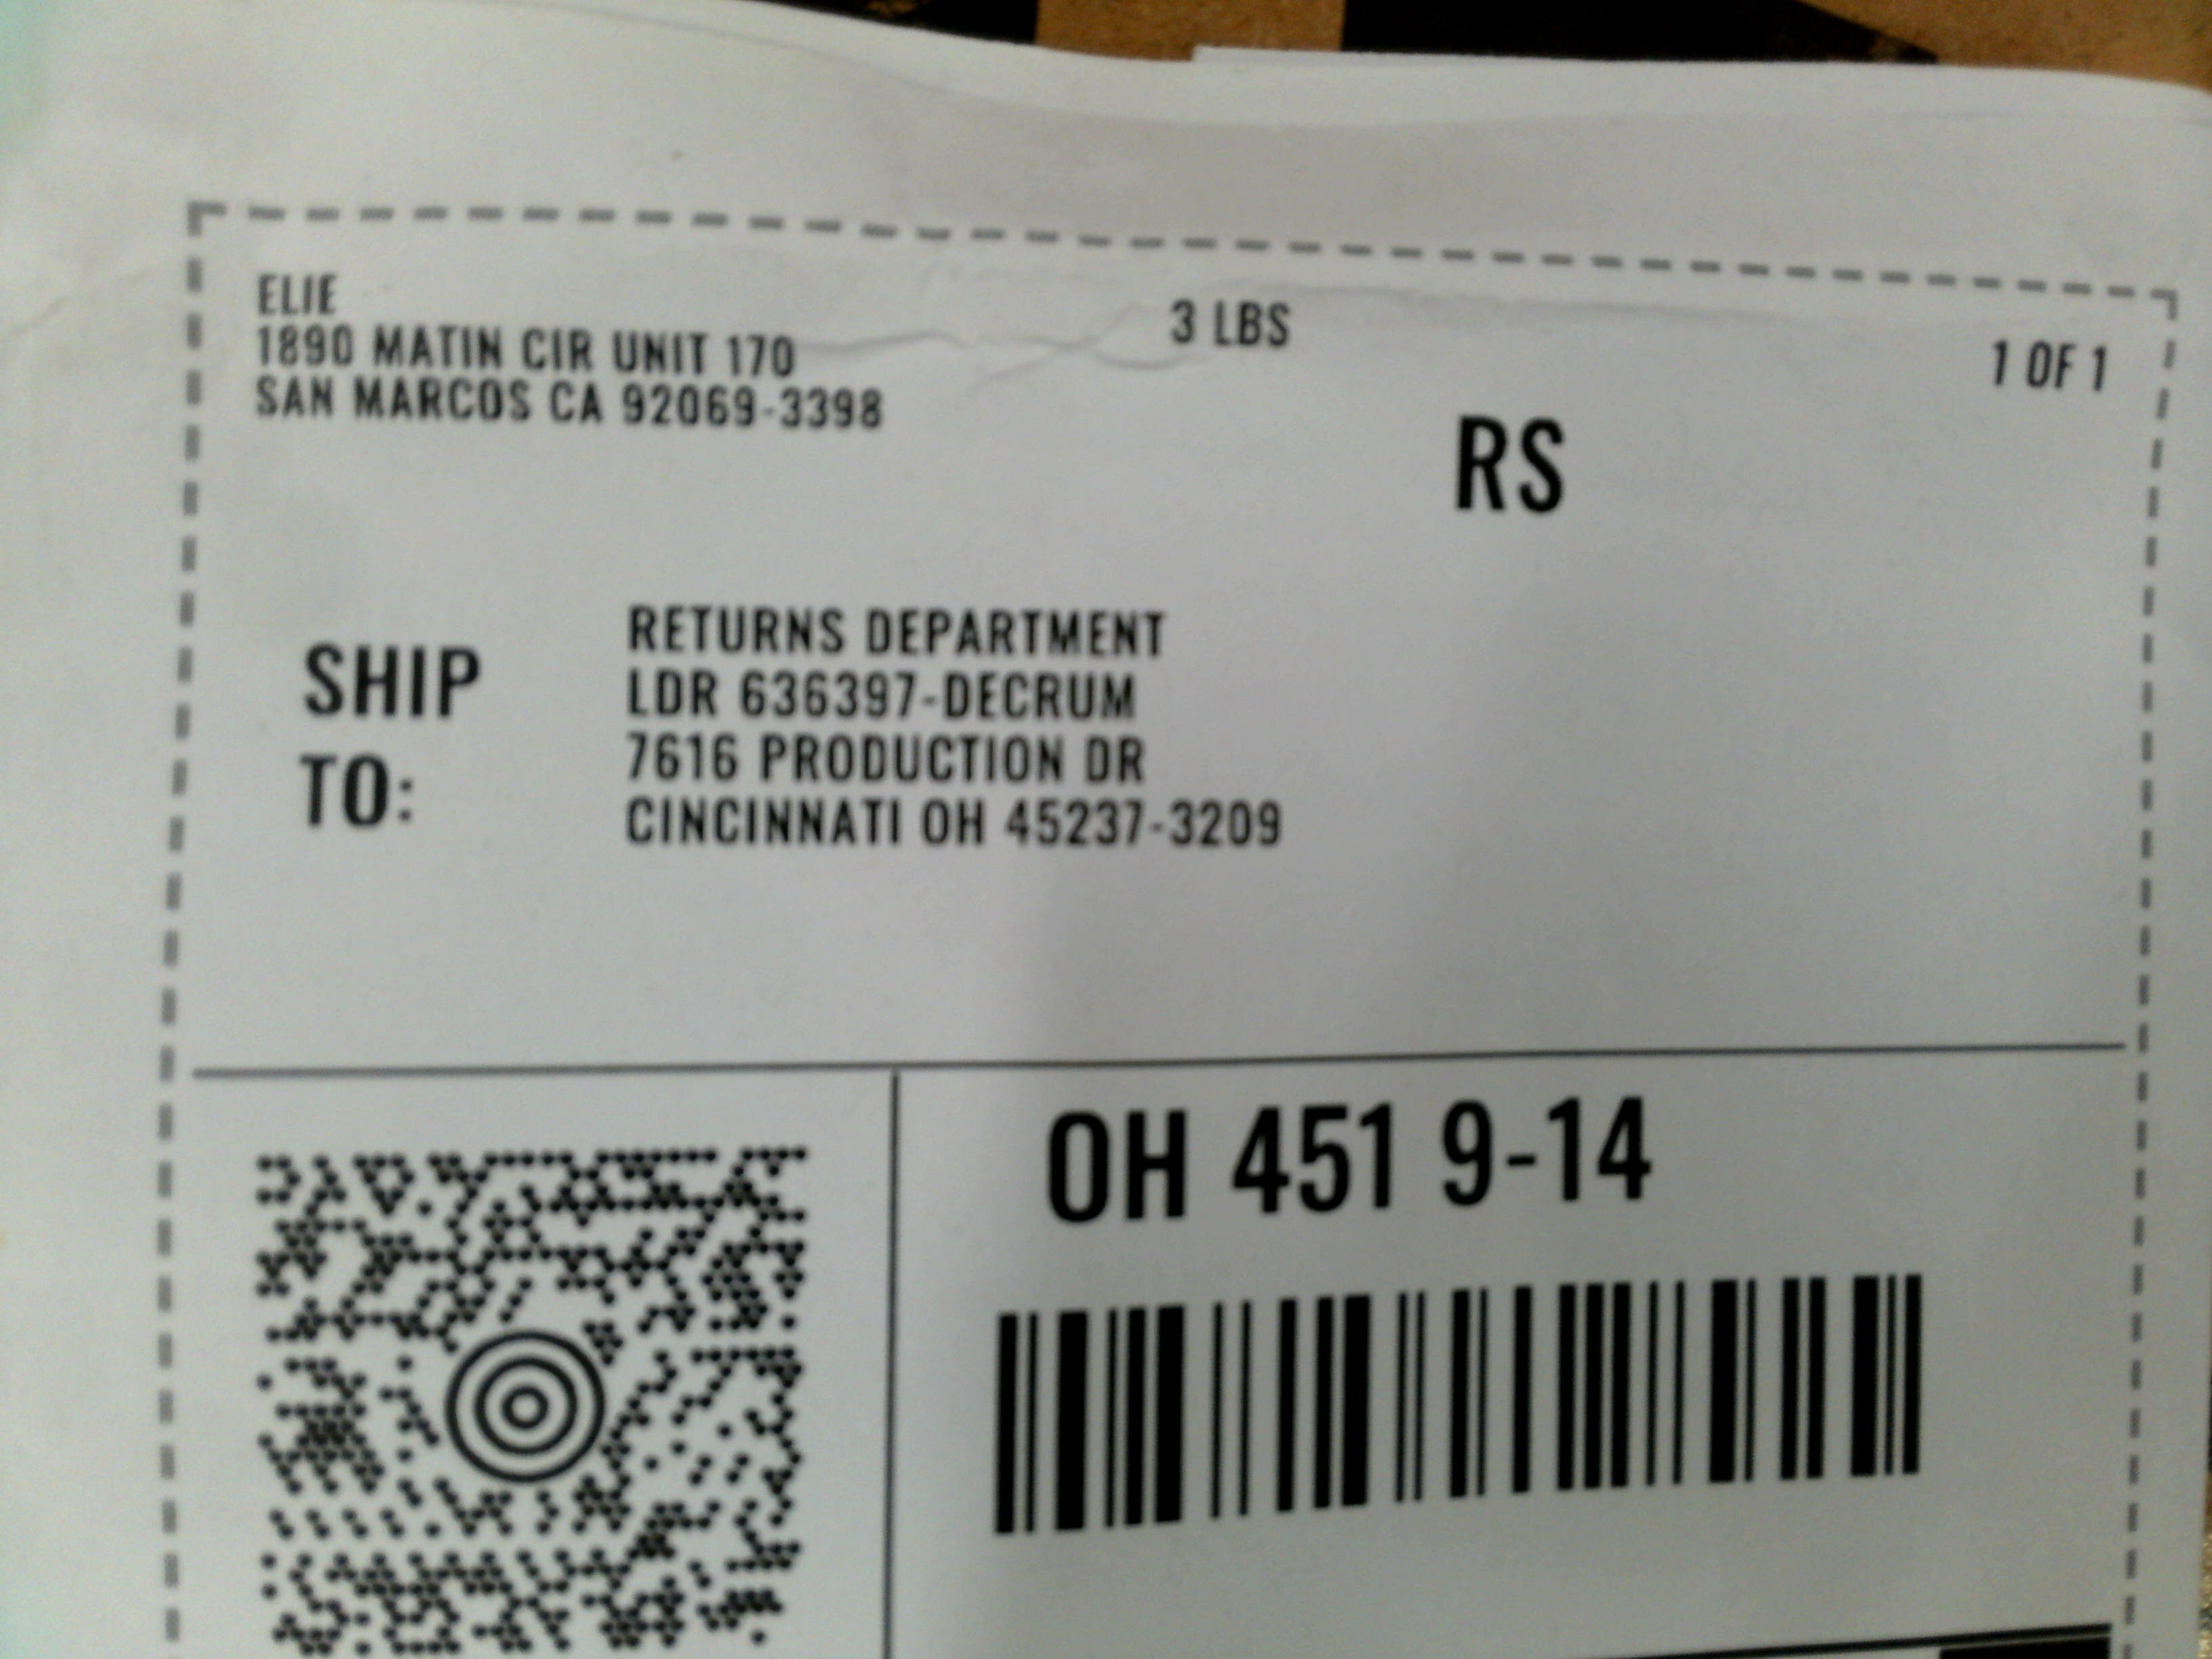 ELIE
1890 MATIN CIR UNIT 170
SAN MARCOS CA 92069-3398
3 LBS
1 OF 1
RS
SHIP
TO:
RETURNS DEPARTMENT
LDR 636397-DECRUM
7616 PRODUCTION DR
CINCINNATI OH 45237-3209
OH 451 9-14